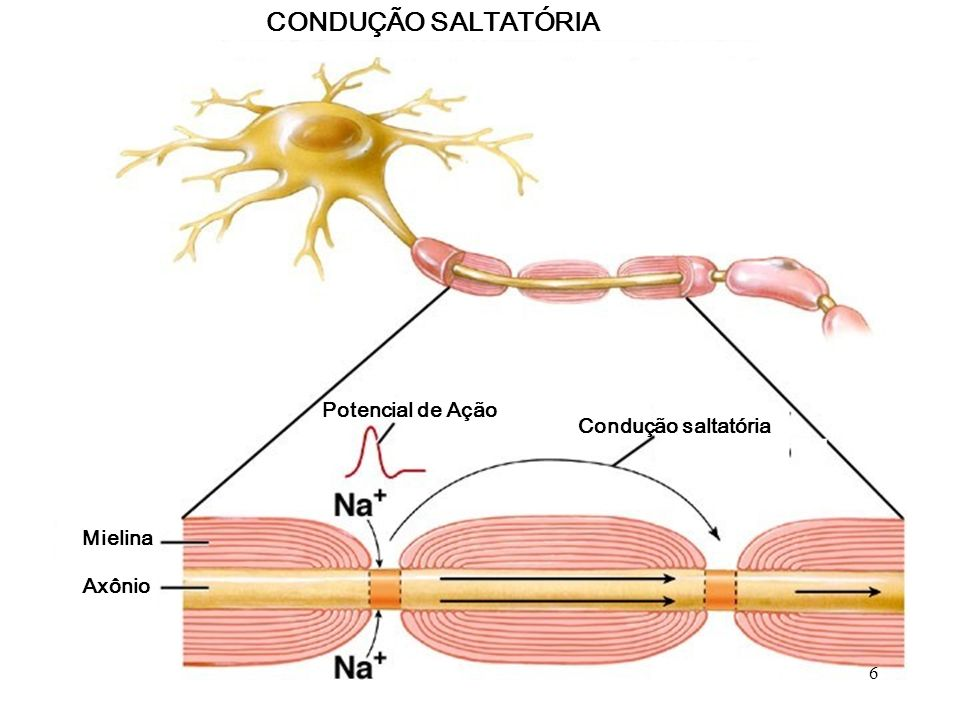 CONDUÇÃO SALTATÓRIA
Potencial de Ação
Condução saltatória
Na+
Mielina
Axônio
Na+
6